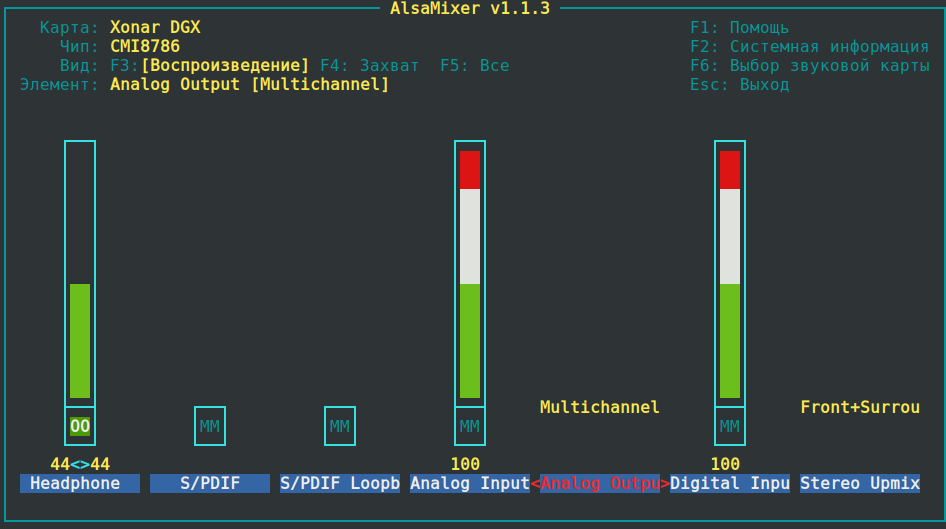 AlsaMixer v1.1.3
Карта: Xonar DGX F1: Помощь
Чип: CMI8786 F2: Системная информация
Вид: F3:[Воспроизведение] F4: Захват F5: Все F6: Выбор звуковой карты
Элемент: Analog Output [Multichannel] Esc: Выход
Multichannel Front+Surrou
OO MM MM MM MM
44<>44 100 100
Headphone S/PDIF S/PDIF Loopb Analog Input <Analog Outpu> Digital Inpu Stereo Upmix